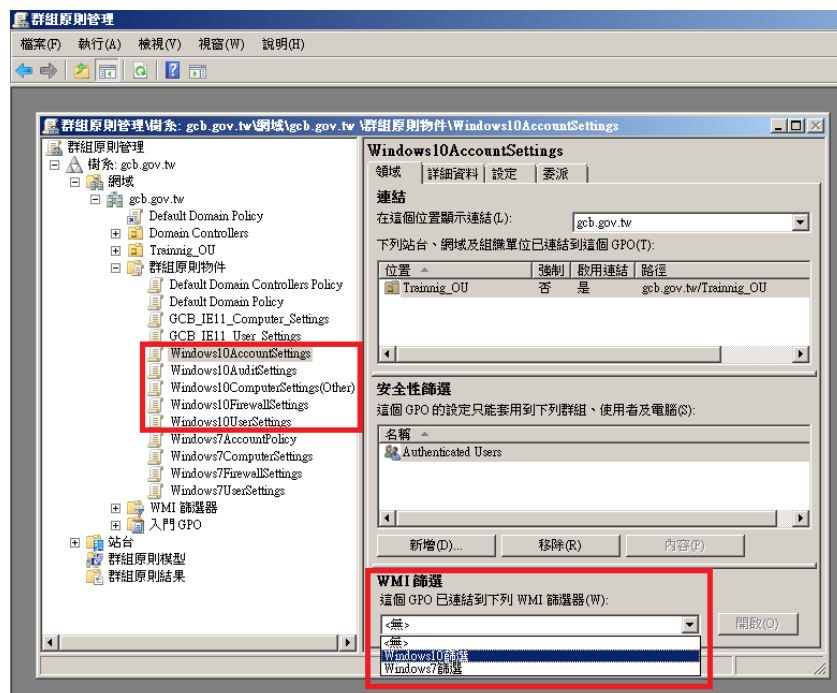 群組原則管理
檔案(F) 執行(A) 檢視(V) 視窗(W) 說明(H)
群組原則管理\樹系: gcb.gov.tw\網域\gcb.gov.tw \群組原則物件\Windows10AccountSettings
群組原則管理
樹系: gcb.gov.tw
網域
gcb.gov.tw
Default Domain Policy
Domain Controllers
Trainnig_OU
群組原則物件
Default Domain Controllers Policy
Default Domain Policy
GCB_IE11_Computer_Settings
GCB_IE11_User_Settings
Windows10AccountSettings
Windows10AuditSettings
Windows10ComputerSettings(Other)
Windows10FirewallSettings
Windows10UserSettings
Windows7AccountPolicy
Windows7ComputerSettings
Windows7FirewallSettings
Windows7UserSettings
WMI 篩選器
入門 GPO
站台
群組原則模型
群組原則結果
Windows10AccountSettings
領域 詳細資料 設定 委派
連結
在這個位置顯示連結(L): gcb.gov.tw
下列站台、網域及組織單位已連結到這個 GPO(T):
位置 強制 啟用連結 路徑
Trainnig_OU 否 是 gcb.gov.tw/Trainnig_OU
安全性篩選
這個 GPO 的設定只能套用到下列群組、使用者及電腦(S):
名稱
Authenticated Users
新增(D)... 移除(R) 內容(P)
WMI 篩選
這個 GPO 已連結到下列 WMI 篩選器(W):
<無> 開啟(O)
<無>
Windows10篩選
Windows7篩選